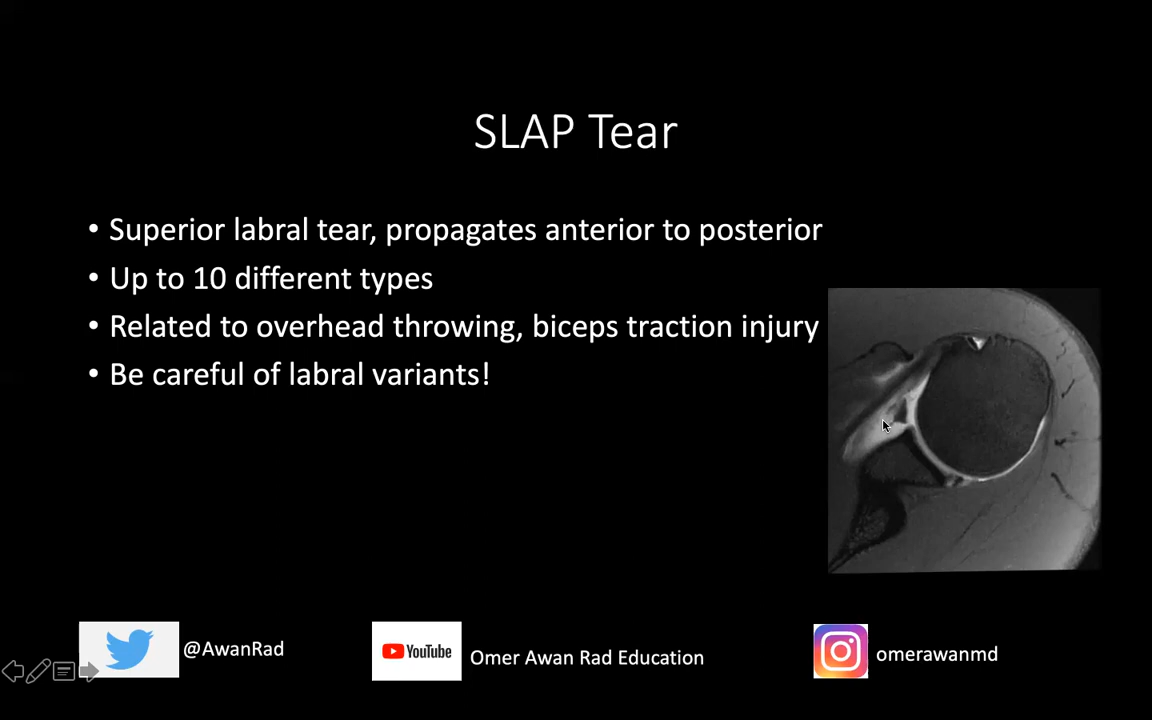 SLAP Tear
• Superior labral tear, propagates anterior to posterior
• Up to 10 different types
• Related to overhead throwing, biceps traction injury
• Be careful of labral variants!
@AwanRad
YouTube
Omer Awan Rad Education
omerawanmd